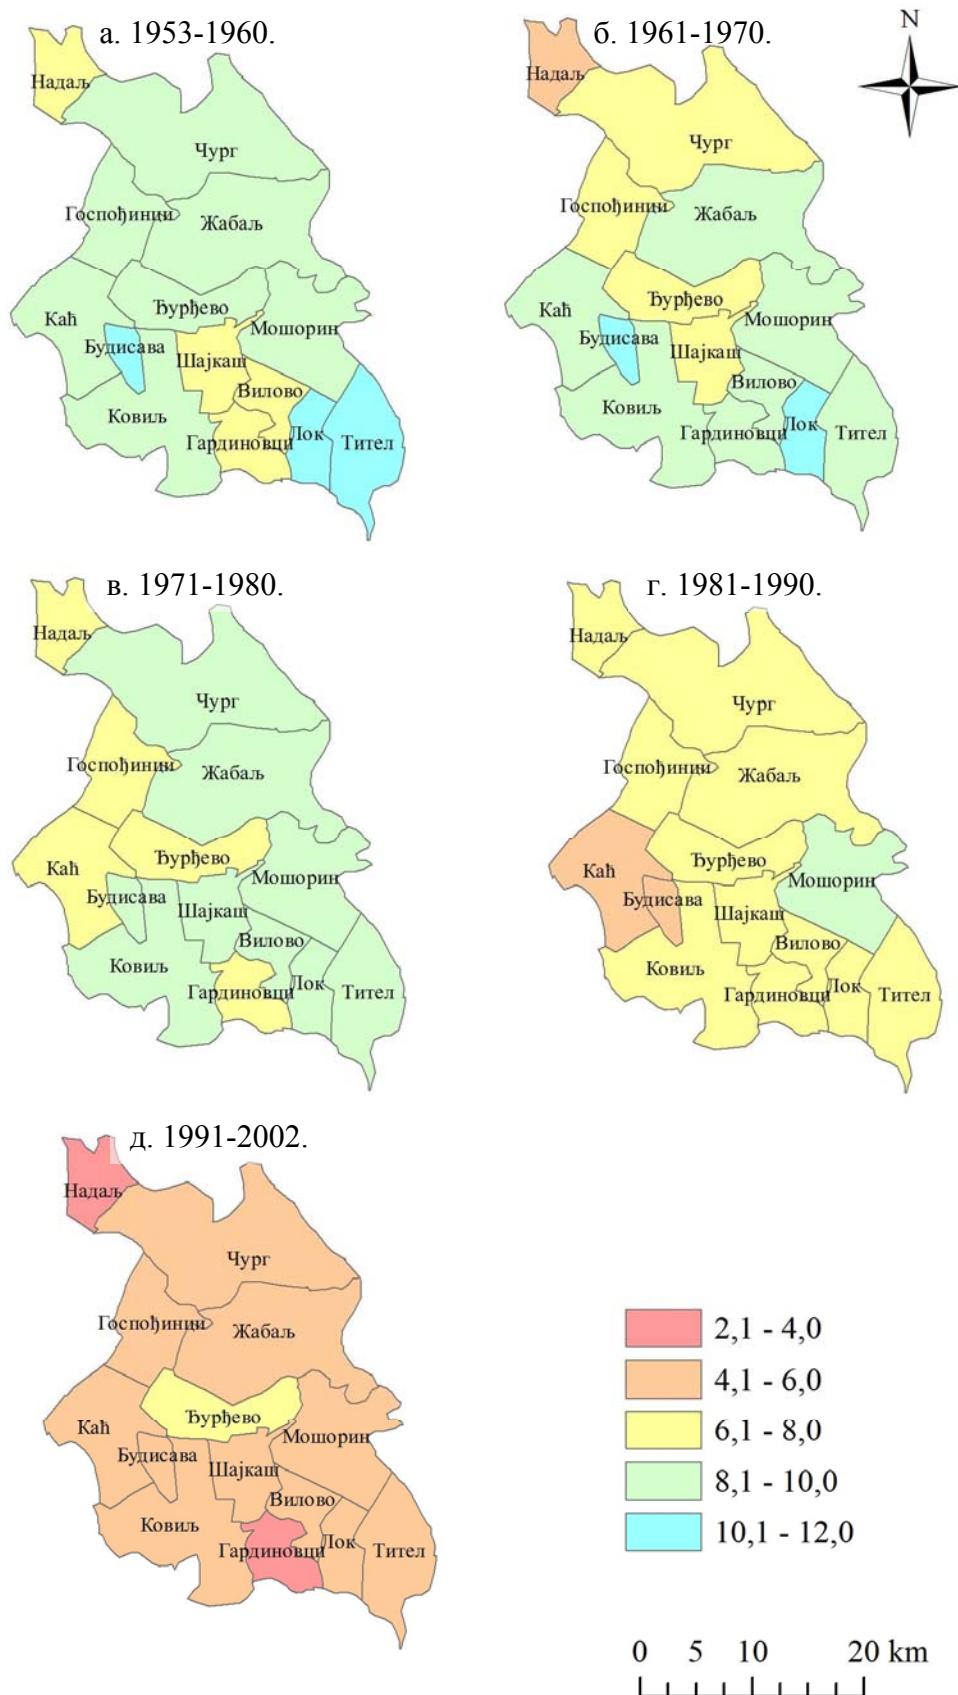 а. 1953-1960.
Надаљ
Чург
Госпођинци
Жабаљ
Ђурђево
Каћ
Мошорин
Будисава
Шајкаш
Вилово
Ковиљ
Гардиновци
Лок
Тител
б. 1961-1970.
N
Надаљ
Чург
Госпођинци
Жабаљ
Ђурђево
Каћ
Мошорин
Будисава
Шајкаш
Вилово
Ковиљ
Гардиновци
Лок
Тител
в. 1971-1980.
Надаљ
Чург
Госпођинци
Жабаљ
Ђурђево
Каћ
Мошорин
Будисава
Шајкаш
Вилово
Ковиљ
Гардиновци
Лок
Тител
г. 1981-1990.
Надаљ
Чург
Госпођинци
Жабаљ
Ђурђево
Каћ
Мошорин
Будисава
Шајкаш
Вилово
Ковиљ
Гардиновци
Лок
Тител
д. 1991-2002.
Надаљ
Чург
Госпођинци
Жабаљ
Ђурђево
Каћ
Мошорин
Будисава
Шајкаш
Вилово
Ковиљ
Гардиновци
Лок
Тител
2,1 - 4,0
4,1 - 6,0
6,1 - 8,0
8,1 - 10,0
10,1 - 12,0
0 5 10 20 km